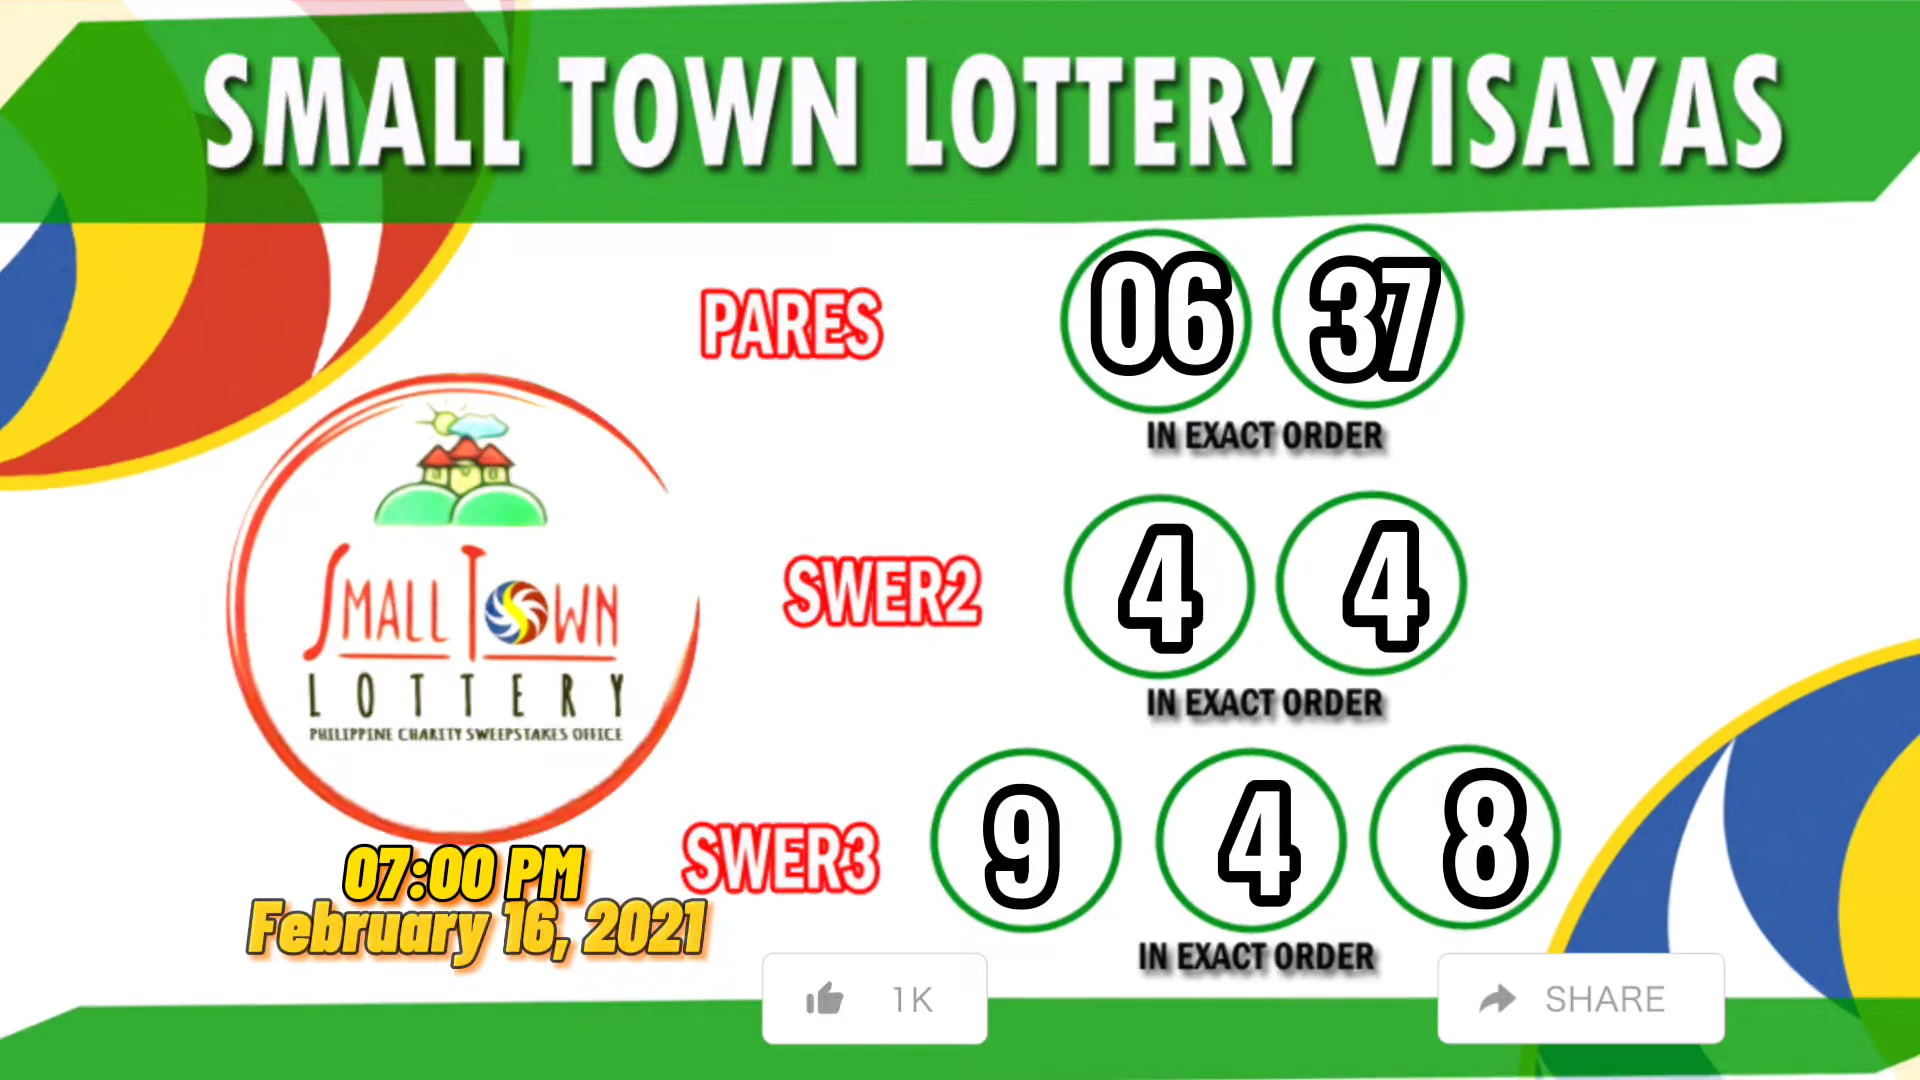 SMALL TOWN LOTTERY VISAYAS
PARES
06 37
IN EXACT ORDER
SMALL TOWN
LOTTERY
PHILIPPINE CHARITY SWEEPSTAKES OFFICE
SWER2
4 4
IN EXACT ORDER
SWER3
9 4 8
IN EXACT ORDER
07:00 PM
February 16, 2021
1K
SHARE